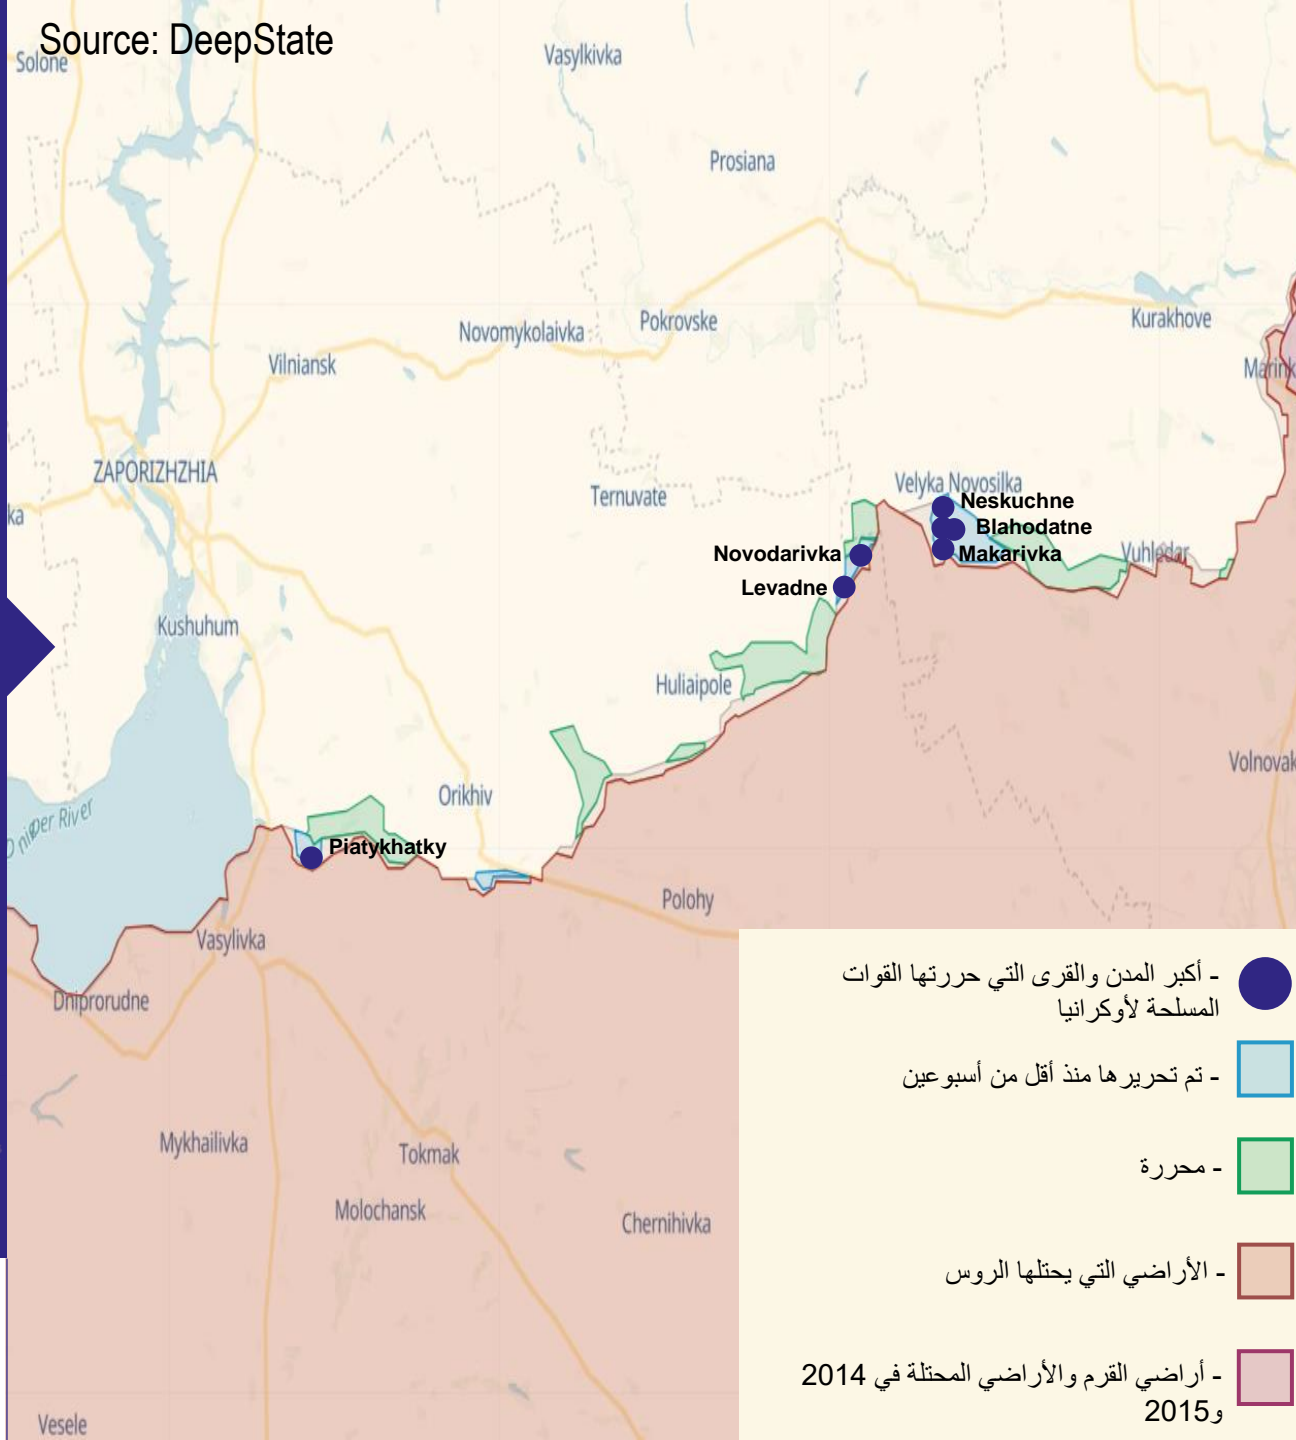 Source: DeepState
Solone
Vasylkivka
Prosiana
Kurakhove
Pokrovske
Novomykolaivka
Vilniansk
Marink
ZAPORIZHZHIA
Velyka Novosilka
Ternuvate
Neskuchne
ka
Blahodatne
Novodarivka
Makarivka
Vuhledar
Levadne
Kushuhum
Huliaipole
Volnovak
Orikhiv
Dnieper River
Piatykhatky
Polohy
Vasylivka
Dniprorudne
Mykhailivka
Tokmak
Molochansk
Chernihivka
Vesele
- أكبر المدن والقرى التي حررتها القوات
المسلحة لأوكرانيا
- تم تحريرها منذ أقل من أسبوعين
- محررة
- الأراضي التي يحتلها الروس
- أراضي القرم والأراضي المحتلة في 2014
و2015